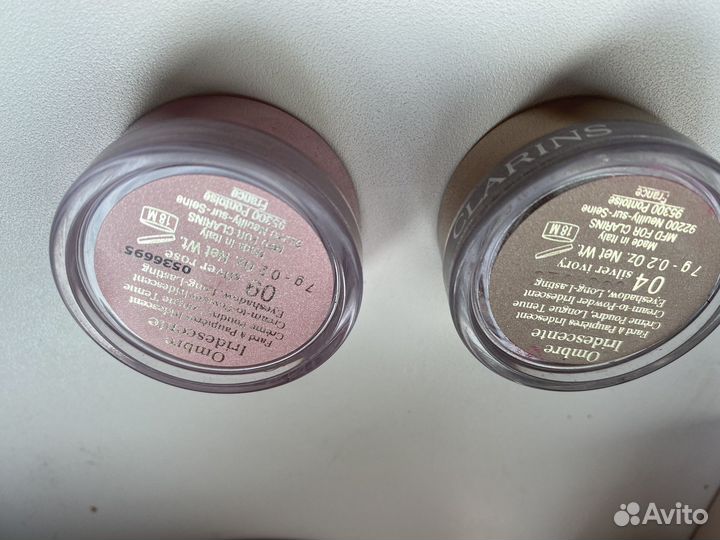 Ombre
Iridescente
Fard à Paupières Irisé
Crème Poudre, Longue Tenue
Cream-to-Powder Iridescent
Eyeshadow, Long-Lasting
09 silver rose
0536695
7 g - 0.2 Oz. Net Wt.
Made in Italy
MFD FOR CLARINS
92200 Neuilly-sur-Seine
95300 Pontoise
France
18M
CLARINS
Ombre
Iridescente
Fard à Paupières Irisé
Crème Poudre, Longue Tenue
Cream-to-Powder Iridescent
Eyeshadow, Long-Lasting
04 silver ivory
7 g - 0.2 Oz. Net Wt.
Made in Italy
MFD FOR CLARINS
92200 Neuilly-sur-Seine
95300 Pontoise
France
18M
Avito